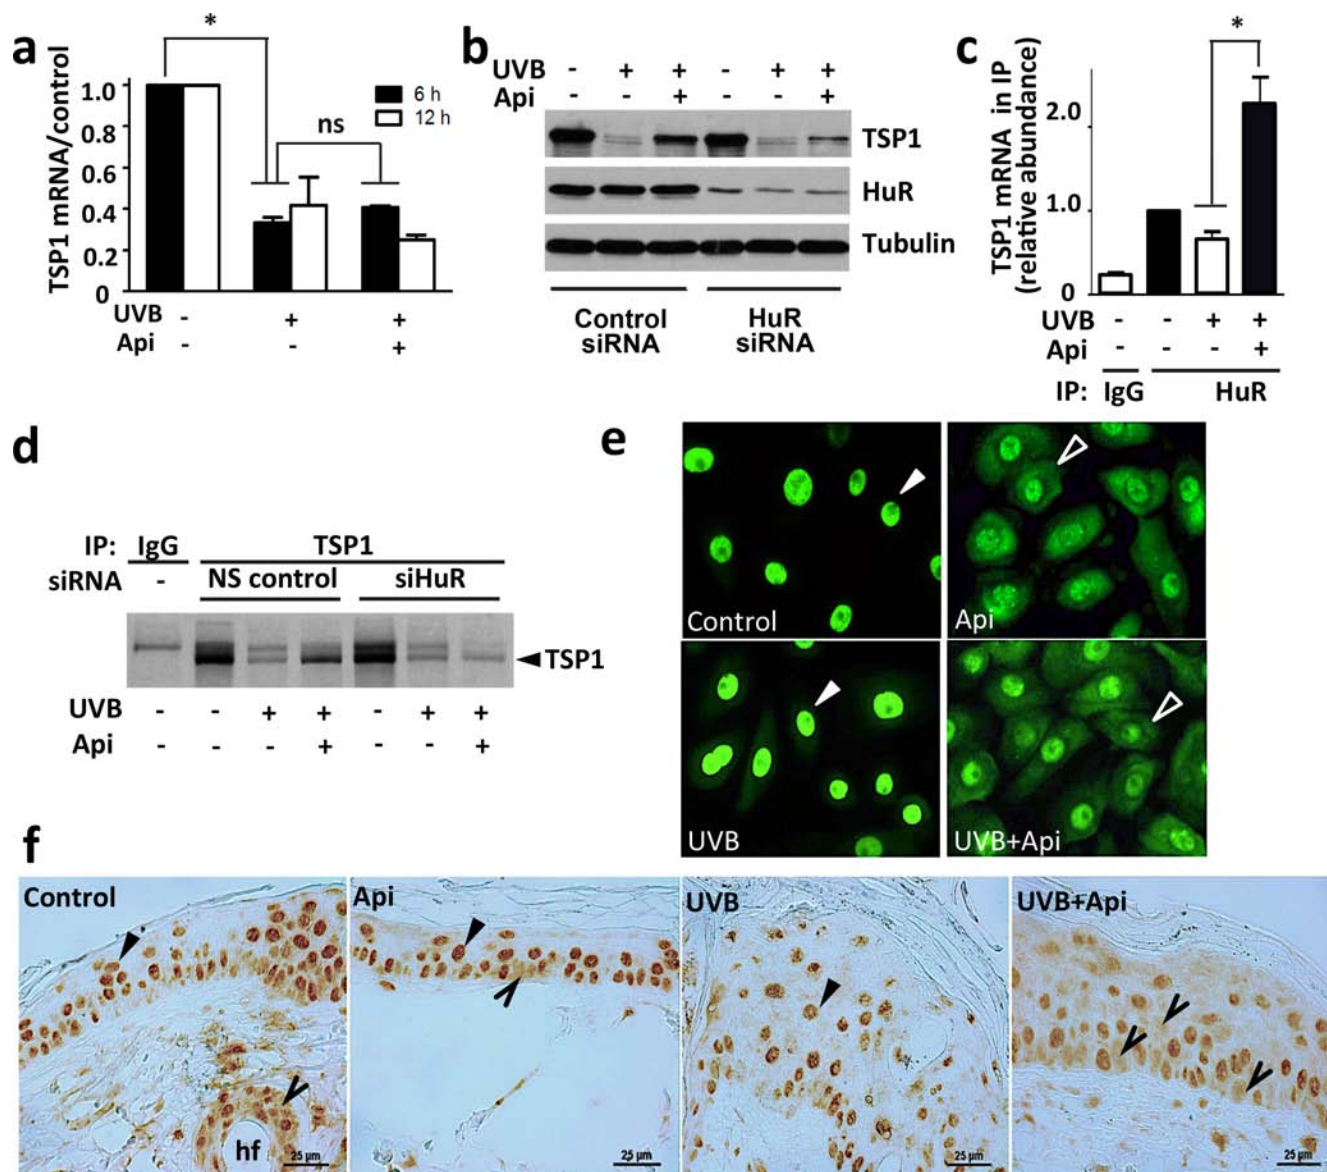 a
TSP1 mRNA/control
1.0
0.8
0.6
0.4
0.2
0
*
ns
6 h
12 h
UVB - + +
Api - - +
b
UVB - + + - + +
Api - - + - - +
TSP1
HuR
Tubulin
Control siRNA
HuR siRNA
c
TSP1 mRNA in IP
(relative abundance)
2.0
1.0
0
*
UVB - - + +
Api - - - +
IP: IgG HuR
d
IP: IgG TSP1
siRNA - NS control siHuR
TSP1
UVB - - + + - + +
Api - - - + - - +
e
Control
Api
UVB
UVB+Api
f
Control
hf
25 µm
Api
25 µm
UVB
25 µm
UVB+Api
25 µm